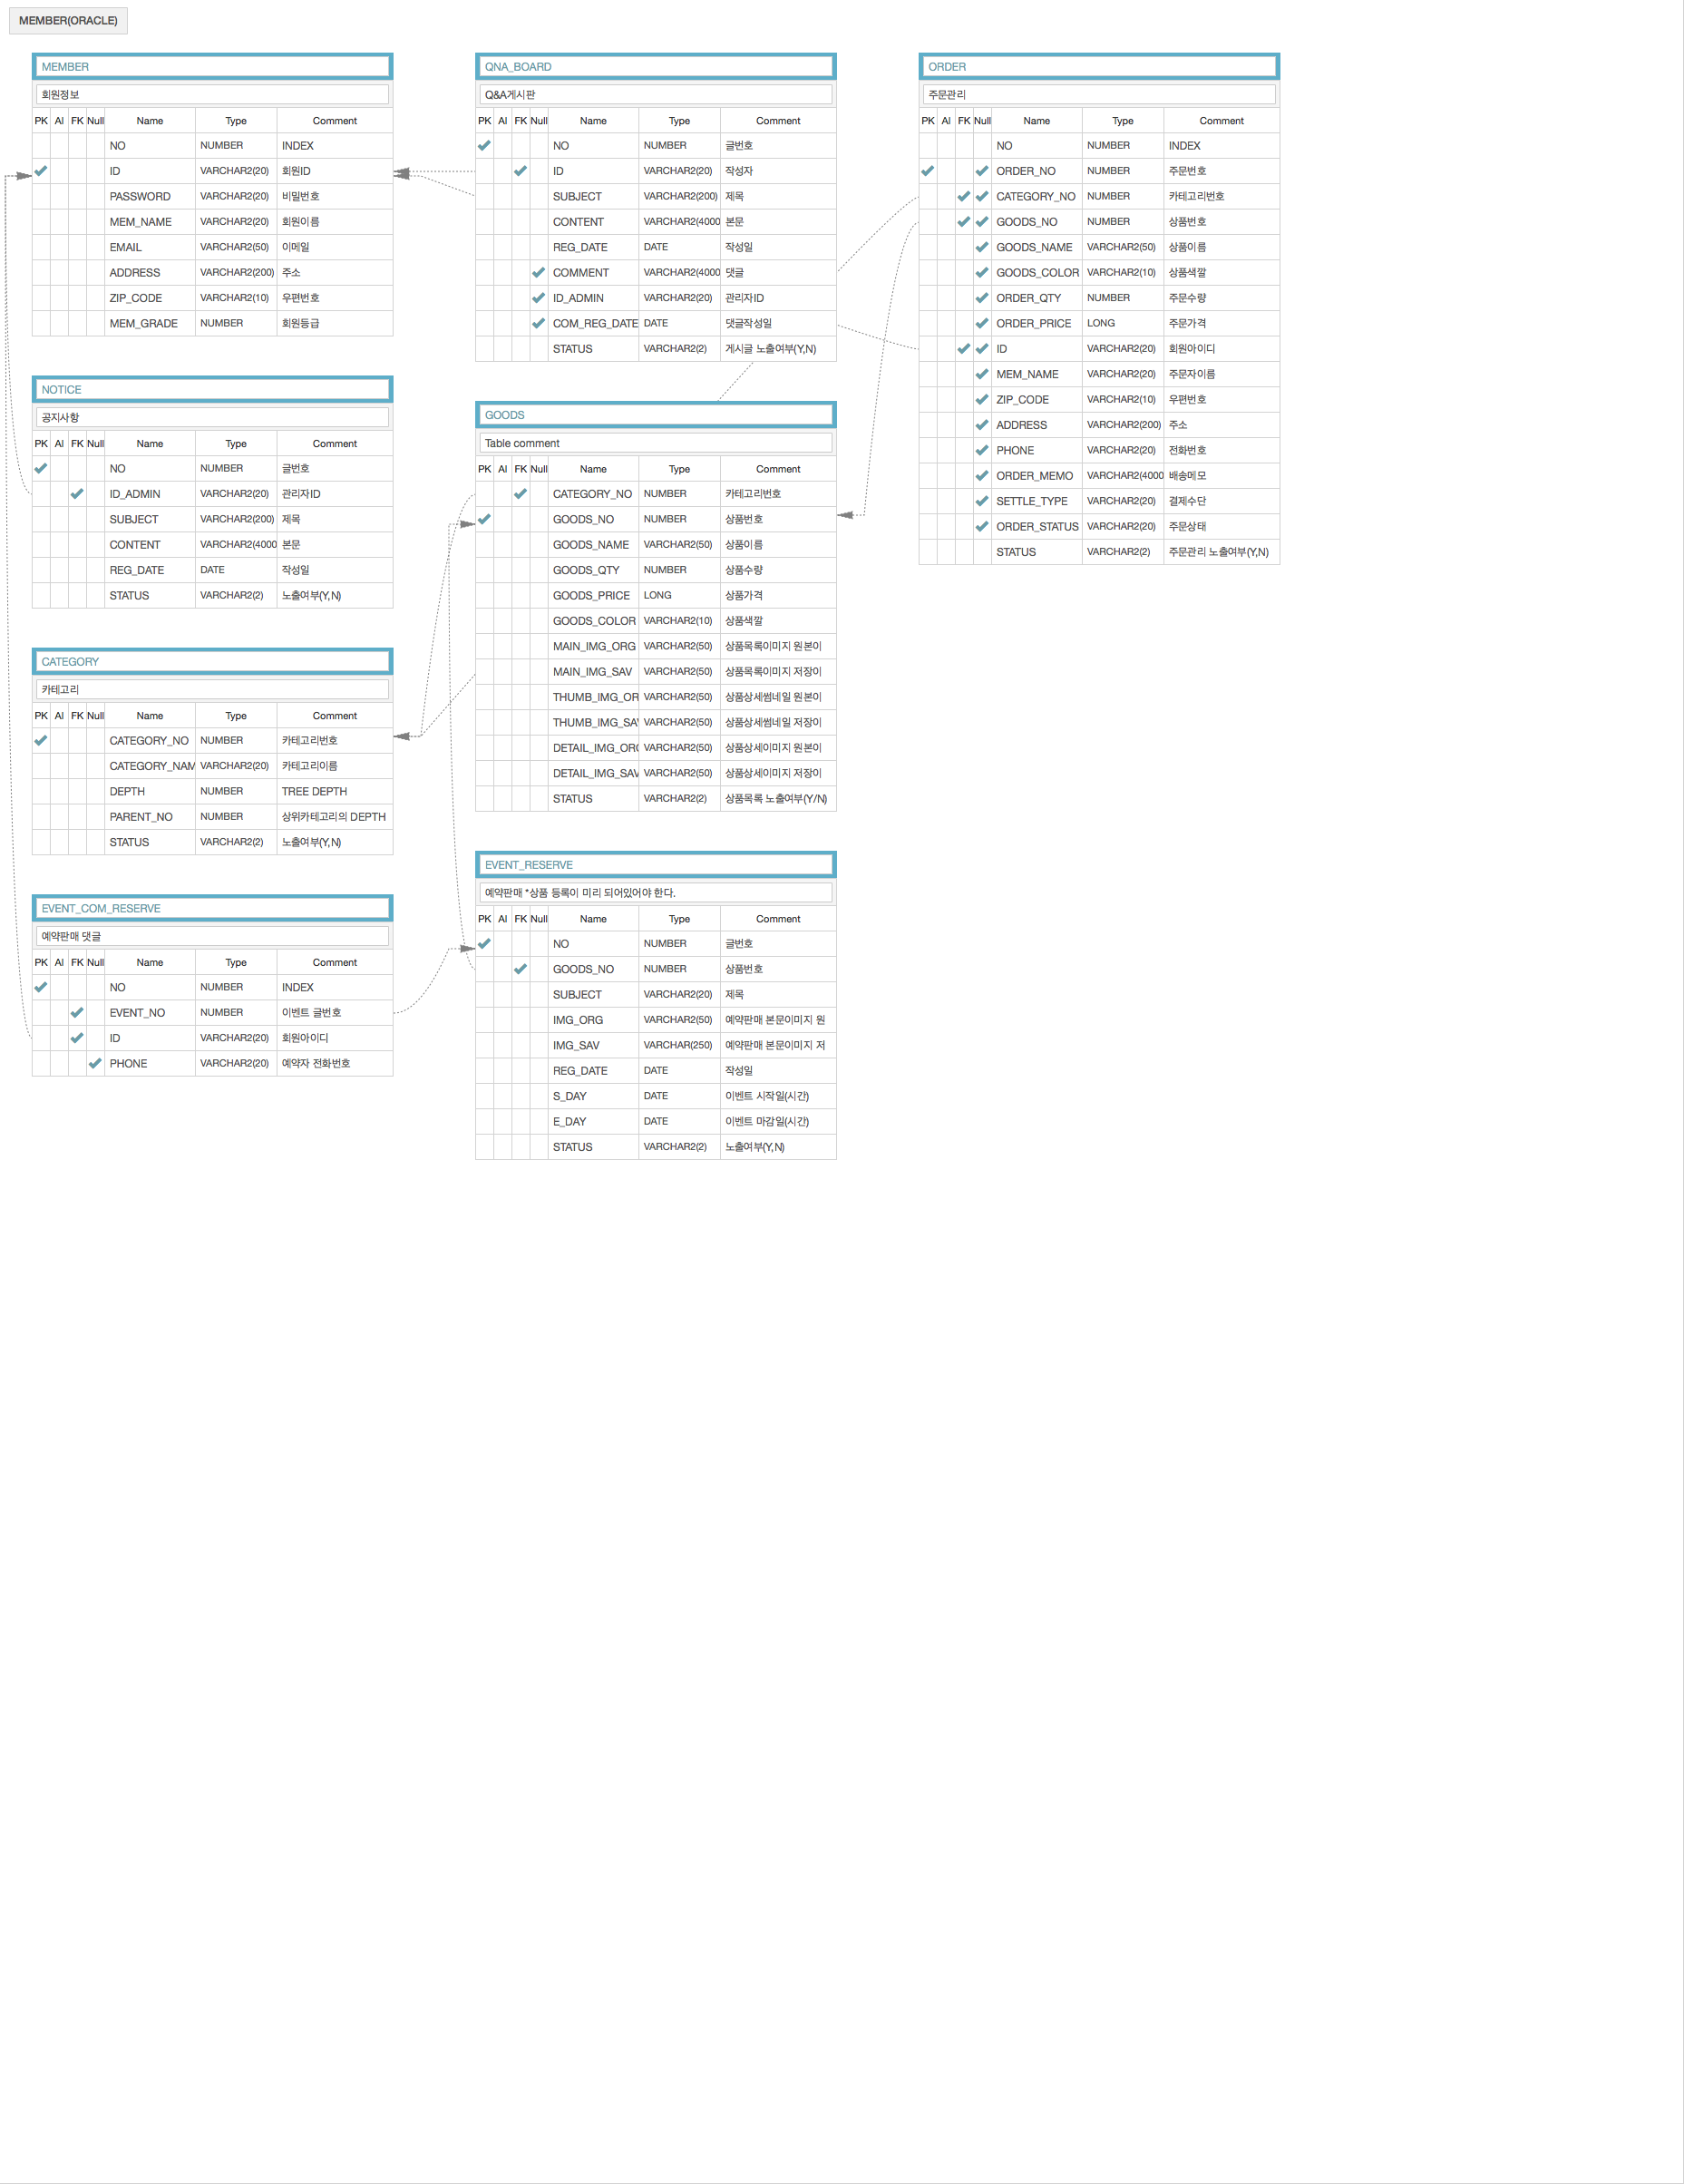 MEMBER(ORACLE)
MEMBER
회원정보
PK AI FK Null Name Type Comment
NO NUMBER INDEX
ID VARCHAR2(20) 회원ID
PASSWORD VARCHAR2(20) 비밀번호
MEM_NAME VARCHAR2(20) 회원이름
EMAIL VARCHAR2(50) 이메일
ADDRESS VARCHAR2(200) 주소
ZIP_CODE VARCHAR2(10) 우편번호
MEM_GRADE NUMBER 회원등급
NOTICE
공지사항
PK AI FK Null Name Type Comment
NO NUMBER 글번호
ID_ADMIN VARCHAR2(20) 관리자ID
SUBJECT VARCHAR2(200) 제목
CONTENT VARCHAR2(4000 본문
REG_DATE DATE 작성일
STATUS VARCHAR2(2) 노출여부(Y,N)
CATEGORY
카테고리
PK AI FK Null Name Type Comment
CATEGORY_NO NUMBER 카테고리번호
CATEGORY_NAM VARCHAR2(20) 카테고리이름
DEPTH NUMBER TREE DEPTH
PARENT_NO NUMBER 상위카테고리의 DEPTH
STATUS VARCHAR2(2) 노출여부(Y,N)
EVENT_COM_RESERVE
예약판매 댓글
PK AI FK Null Name Type Comment
NO NUMBER INDEX
EVENT_NO NUMBER 이벤트 글번호
ID VARCHAR2(20) 회원아이디
PHONE VARCHAR2(20) 예약자 전화번호
QNA_BOARD
Q&A게시판
PK AI FK Null Name Type Comment
NO NUMBER 글번호
ID VARCHAR2(20) 작성자
SUBJECT VARCHAR2(200) 제목
CONTENT VARCHAR2(4000 본문
REG_DATE DATE 작성일
COMMENT VARCHAR2(4000 댓글
ID_ADMIN VARCHAR2(20) 관리자ID
COM_REG_DATE DATE 댓글작성일
STATUS VARCHAR2(2) 게시글 노출여부(Y,N)
GOODS
Table comment
PK AI FK Null Name Type Comment
CATEGORY_NO NUMBER 카테고리번호
GOODS_NO NUMBER 상품번호
GOODS_NAME VARCHAR2(50) 상품이름
GOODS_QTY NUMBER 상품수량
GOODS_PRICE LONG 상품가격
GOODS_COLOR VARCHAR2(10) 상품색깔
MAIN_IMG_ORG VARCHAR2(50) 상품목록이미지 원본이
MAIN_IMG_SAV VARCHAR2(50) 상품목록이미지 저장이
THUMB_IMG_OR VARCHAR2(50) 상품상세썸네일 원본이
THUMB_IMG_SAV VARCHAR2(50) 상품상세썸네일 저장이
DETAIL_IMG_ORG VARCHAR2(50) 상품상세이미지 원본이
DETAIL_IMG_SAV VARCHAR2(50) 상품상세이미지 저장이
STATUS VARCHAR2(2) 상품목록 노출여부(Y/N)
EVENT_RESERVE
예약판매 *상품 등록이 미리 되어있어야 한다.
PK AI FK Null Name Type Comment
NO NUMBER 글번호
GOODS_NO NUMBER 상품번호
SUBJECT VARCHAR2(20) 제목
IMG_ORG VARCHAR2(50) 예약판매 본문이미지 원
IMG_SAV VARCHAR(250) 예약판매 본문이미지 저
REG_DATE DATE 작성일
S_DAY DATE 이벤트 시작일(시간)
E_DAY DATE 이벤트 마감일(시간)
STATUS VARCHAR2(2) 노출여부(Y,N)
ORDER
주문관리
PK AI FK Null Name Type Comment
NO NUMBER INDEX
ORDER_NO NUMBER 주문번호
CATEGORY_NO NUMBER 카테고리번호
GOODS_NO NUMBER 상품번호
GOODS_NAME VARCHAR2(50) 상품이름
GOODS_COLOR VARCHAR2(10) 상품색깔
ORDER_QTY NUMBER 주문수량
ORDER_PRICE LONG 주문가격
ID VARCHAR2(20) 회원아이디
MEM_NAME VARCHAR2(20) 주문자이름
ZIP_CODE VARCHAR2(10) 우편번호
ADDRESS VARCHAR2(200) 주소
PHONE VARCHAR2(20) 전화번호
ORDER_MEMO VARCHAR2(4000 배송메모
SETTLE_TYPE VARCHAR2(20) 결제수단
ORDER_STATUS VARCHAR2(20) 주문상태
STATUS VARCHAR2(2) 주문관리 노출여부(Y,N)